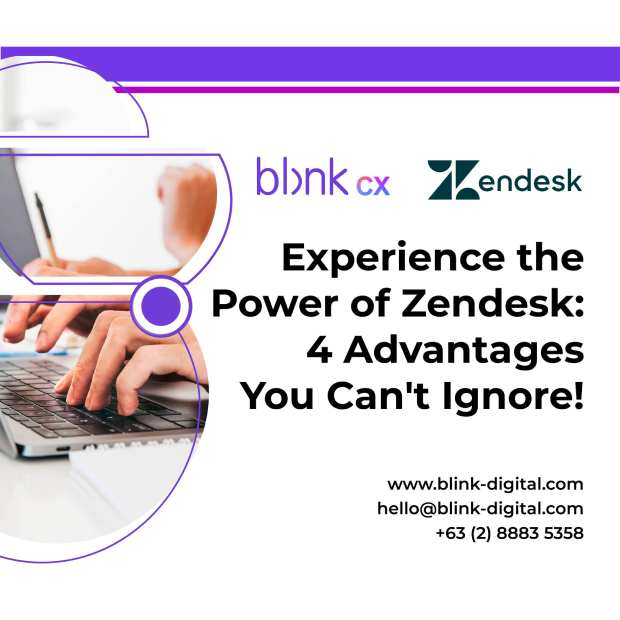 blink cx
Zendesk
Experience the
Power of Zendesk:
4 Advantages
You Can't Ignore!
www.blink-digital.com
hello@blink-digital.com
+63 (2) 8883 5358